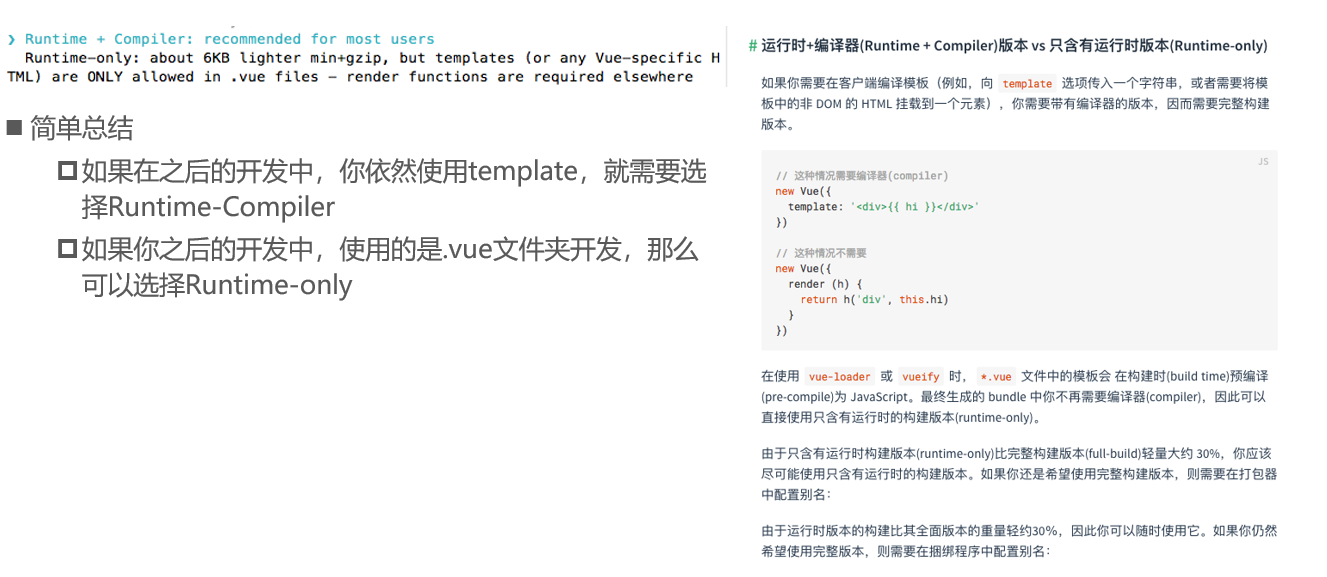 ❯ Runtime + Compiler: recommended for most users
Runtime-only: about 6KB lighter min+gzip, but templates (or any Vue-specific H
TML) are ONLY allowed in .vue files – render functions are required elsewhere
简单总结
如果在之后的开发中，你依然使用template，就需要选
择Runtime-Compiler
如果你之后的开发中，使用的是.vue文件夹开发，那么
可以选择Runtime-only
# 运行时+编译器(Runtime + Compiler)版本 vs 只含有运行时版本(Runtime-only)
如果你需要在客户端编译模板（例如，向 template 选项传入一个字符串，或者需要将模
板中的非 DOM 的 HTML 挂载到一个元素），你需要带有编译器的版本，因而需要完整构建
版本。
JS
// 这种情况需要编译器(compiler)
new Vue({
template: '<div>{{ hi }}</div>'
})
// 这种情况不需要
new Vue({
render (h) {
return h('div', this.hi)
}
})
在使用 vue-loader 或 vueify 时， *.vue 文件中的模板会 在构建时(build time)预编译
(pre-compile)为 JavaScript。最终生成的 bundle 中你不再需要编译器(compiler)，因此可以
直接使用只含有运行时的构建版本(runtime-only)。
由于只含有运行时构建版本(runtime-only)比完整构建版本(full-build)轻量大约 30%，你应该
尽可能使用只含有运行时的构建版本。如果你还是希望使用完整构建版本，则需要在打包器
中配置别名：
由于运行时版本的构建比其全面版本的重量轻约30％，因此你可以随时使用它。如果你仍然
希望使用完整版本，则需要在捆绑程序中配置别名：